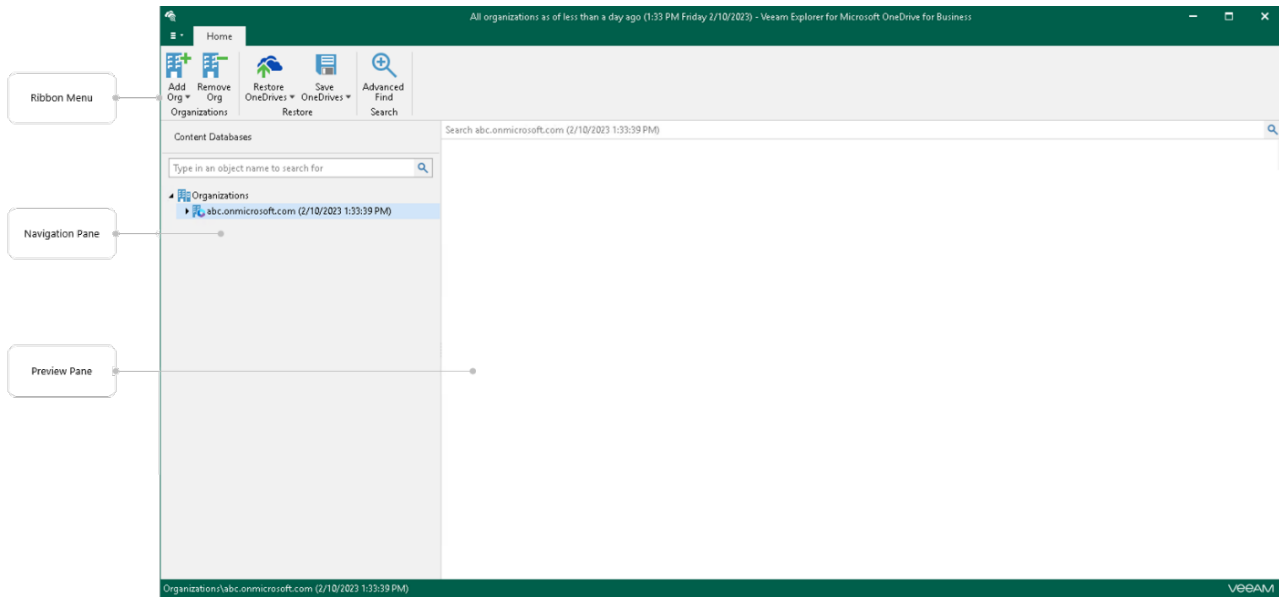 All organizations as of less than a day ago (1:33 PM Friday 2/10/2023) - Veeam Explorer for Microsoft OneDrive for Business
Home
Add Org
Remove Org
Restore OneDrives
Save OneDrives
Advanced Find
Organizations
Restore
Search
Ribbon Menu
Content Databases
Search abc.onmicrosoft.com (2/10/2023 1:33:39 PM)
Type in an object name to search for
Organizations
abc.onmicrosoft.com (2/10/2023 1:33:39 PM)
Navigation Pane
Preview Pane
Organizations\abc.onmicrosoft.com (2/10/2023 1:33:39 PM)
veeam